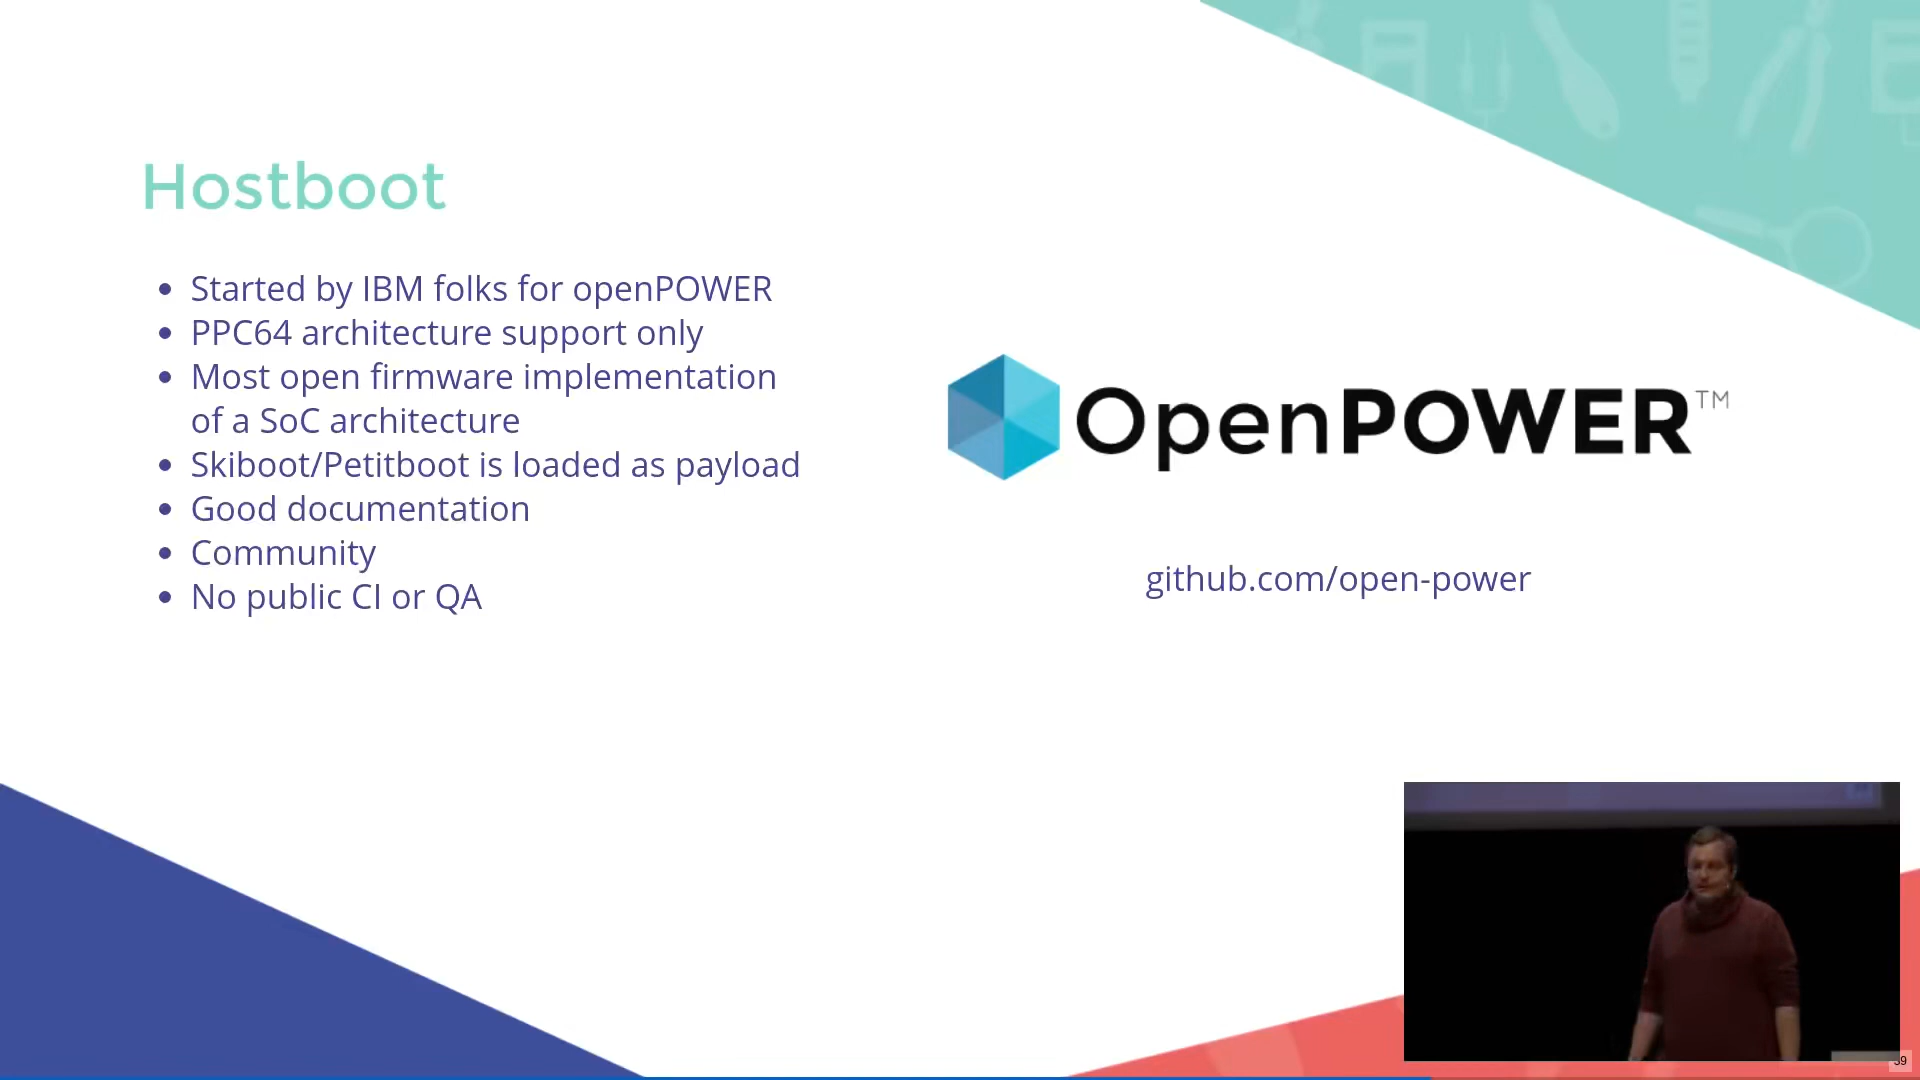 Hostboot
Started by IBM folks for openPOWER
PPC64 architecture support only
Most open firmware implementation
of a SoC architecture
Skiboot/Petitboot is loaded as payload
Good documentation
Community
No public CI or QA
OpenPOWER™
github.com/open-power
39